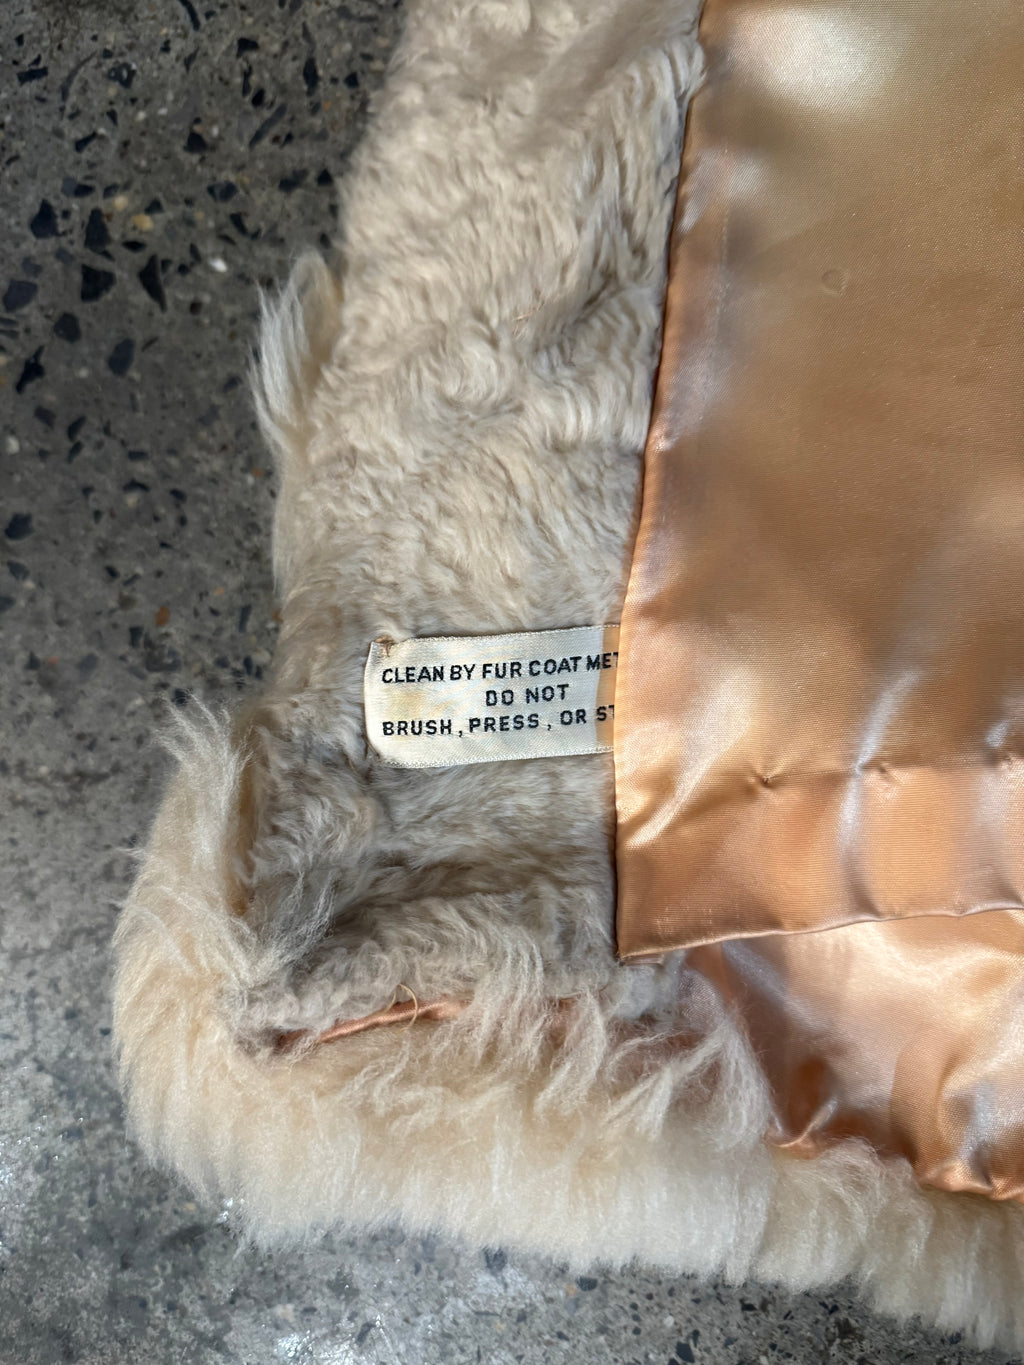 CLEAN BY FUR COAT MET
DO NOT
BRUSH, PRESS, OR ST